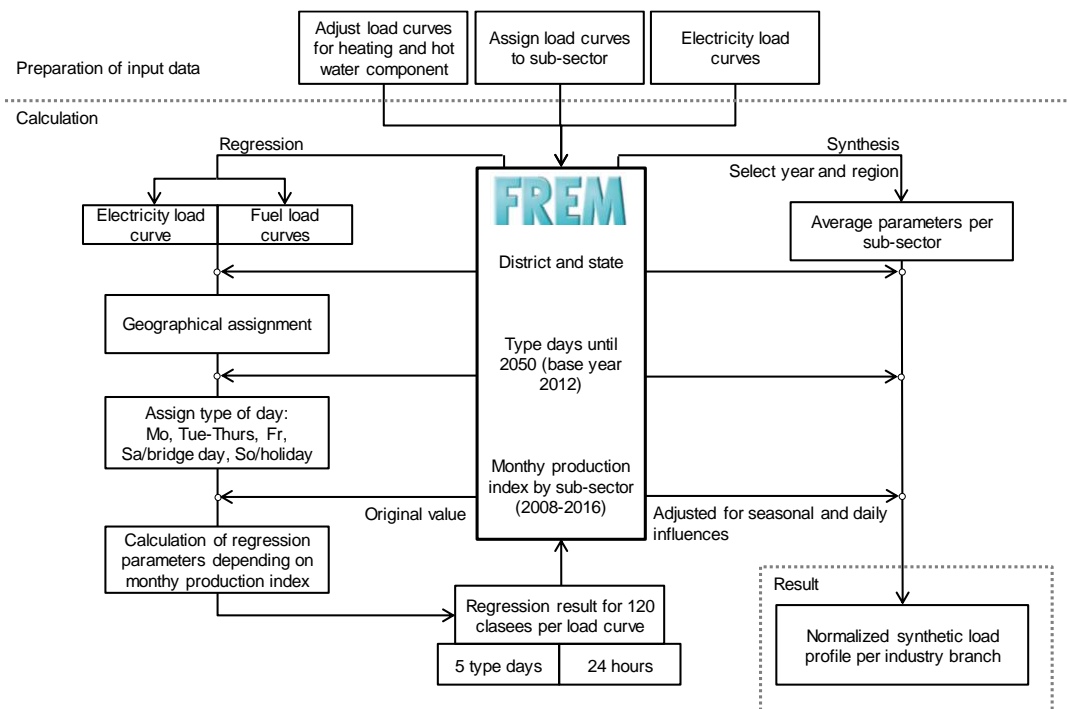 Adjust load curves
for heating and hot
water component
Assign load curves
to sub-sector
Electricity load
curves
Preparation of input data
Calculation
Regression
Synthesis
Select year and region
FREM
Electricity load
curve
Fuel load
curves
Average parameters per
sub-sector
District and state
Geographical assignment
Type days until
2050 (base year
2012)
Assign type of day:
Mo, Tue-Thurs, Fr,
Sa/bridge day, So/holiday
Monthy production
index by sub-sector
(2008-2016)
Original value
Adjusted for seasonal and daily
influences
Calculation of regression
parameters depending on
monthy production index
Regression result for 120
clasees per load curve
5 type days
24 hours
Result
Normalized synthetic load
profile per industry branch